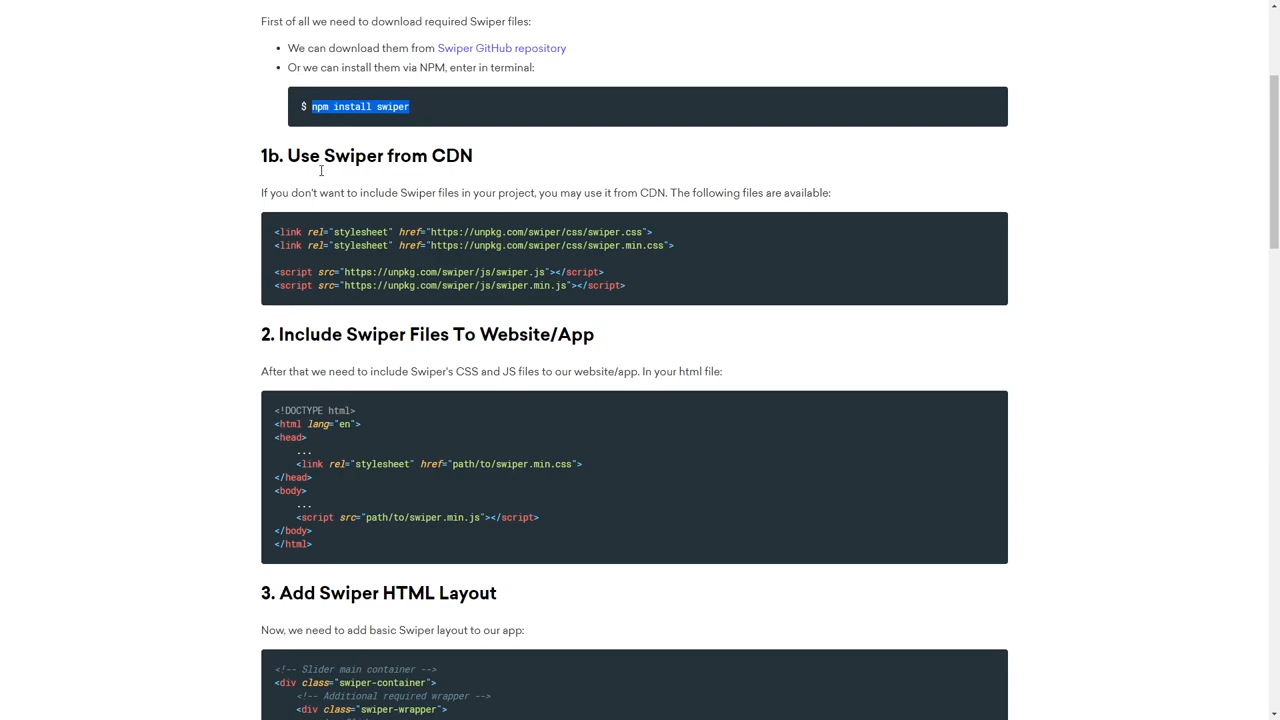 First of all we need to download required Swiper files:
• We can download them from Swiper GitHub repository
• Or we can install them via NPM, enter in terminal:
$ npm install swiper
1b. Use Swiper from CDN
If you don't want to include Swiper files in your project, you may use it from CDN. The following files are available:
<link rel="stylesheet" href="https://unpkg.com/swiper/css/swiper.css">
<link rel="stylesheet" href="https://unpkg.com/swiper/css/swiper.min.css">
<script src="https://unpkg.com/swiper/js/swiper.js"></script>
<script src="https://unpkg.com/swiper/js/swiper.min.js"></script>
2. Include Swiper Files To Website/App
After that we need to include Swiper's CSS and JS files to our website/app. In your html file:
<!DOCTYPE html>
<html lang="en">
<head>
...
<link rel="stylesheet" href="path/to/swiper.min.css">
</head>
<body>
...
<script src="path/to/swiper.min.js"></script>
</body>
</html>
3. Add Swiper HTML Layout
Now, we need to add basic Swiper layout to our app:
<!-- Slider main container -->
<div class="swiper-container">
<!-- Additional required wrapper -->
<div class="swiper-wrapper">